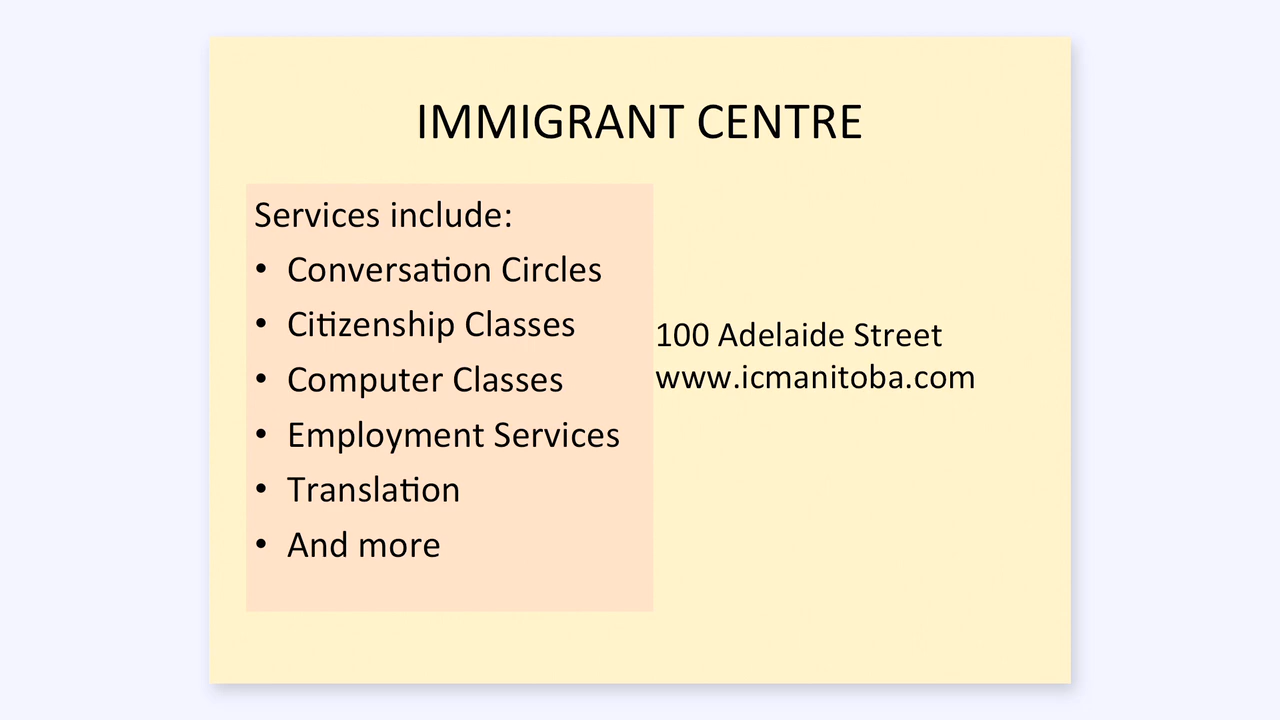 IMMIGRANT CENTRE
Services include:
• Conversation Circles
• Citizenship Classes
• Computer Classes
• Employment Services
• Translation
• And more
100 Adelaide Street
www.icmanitoba.com